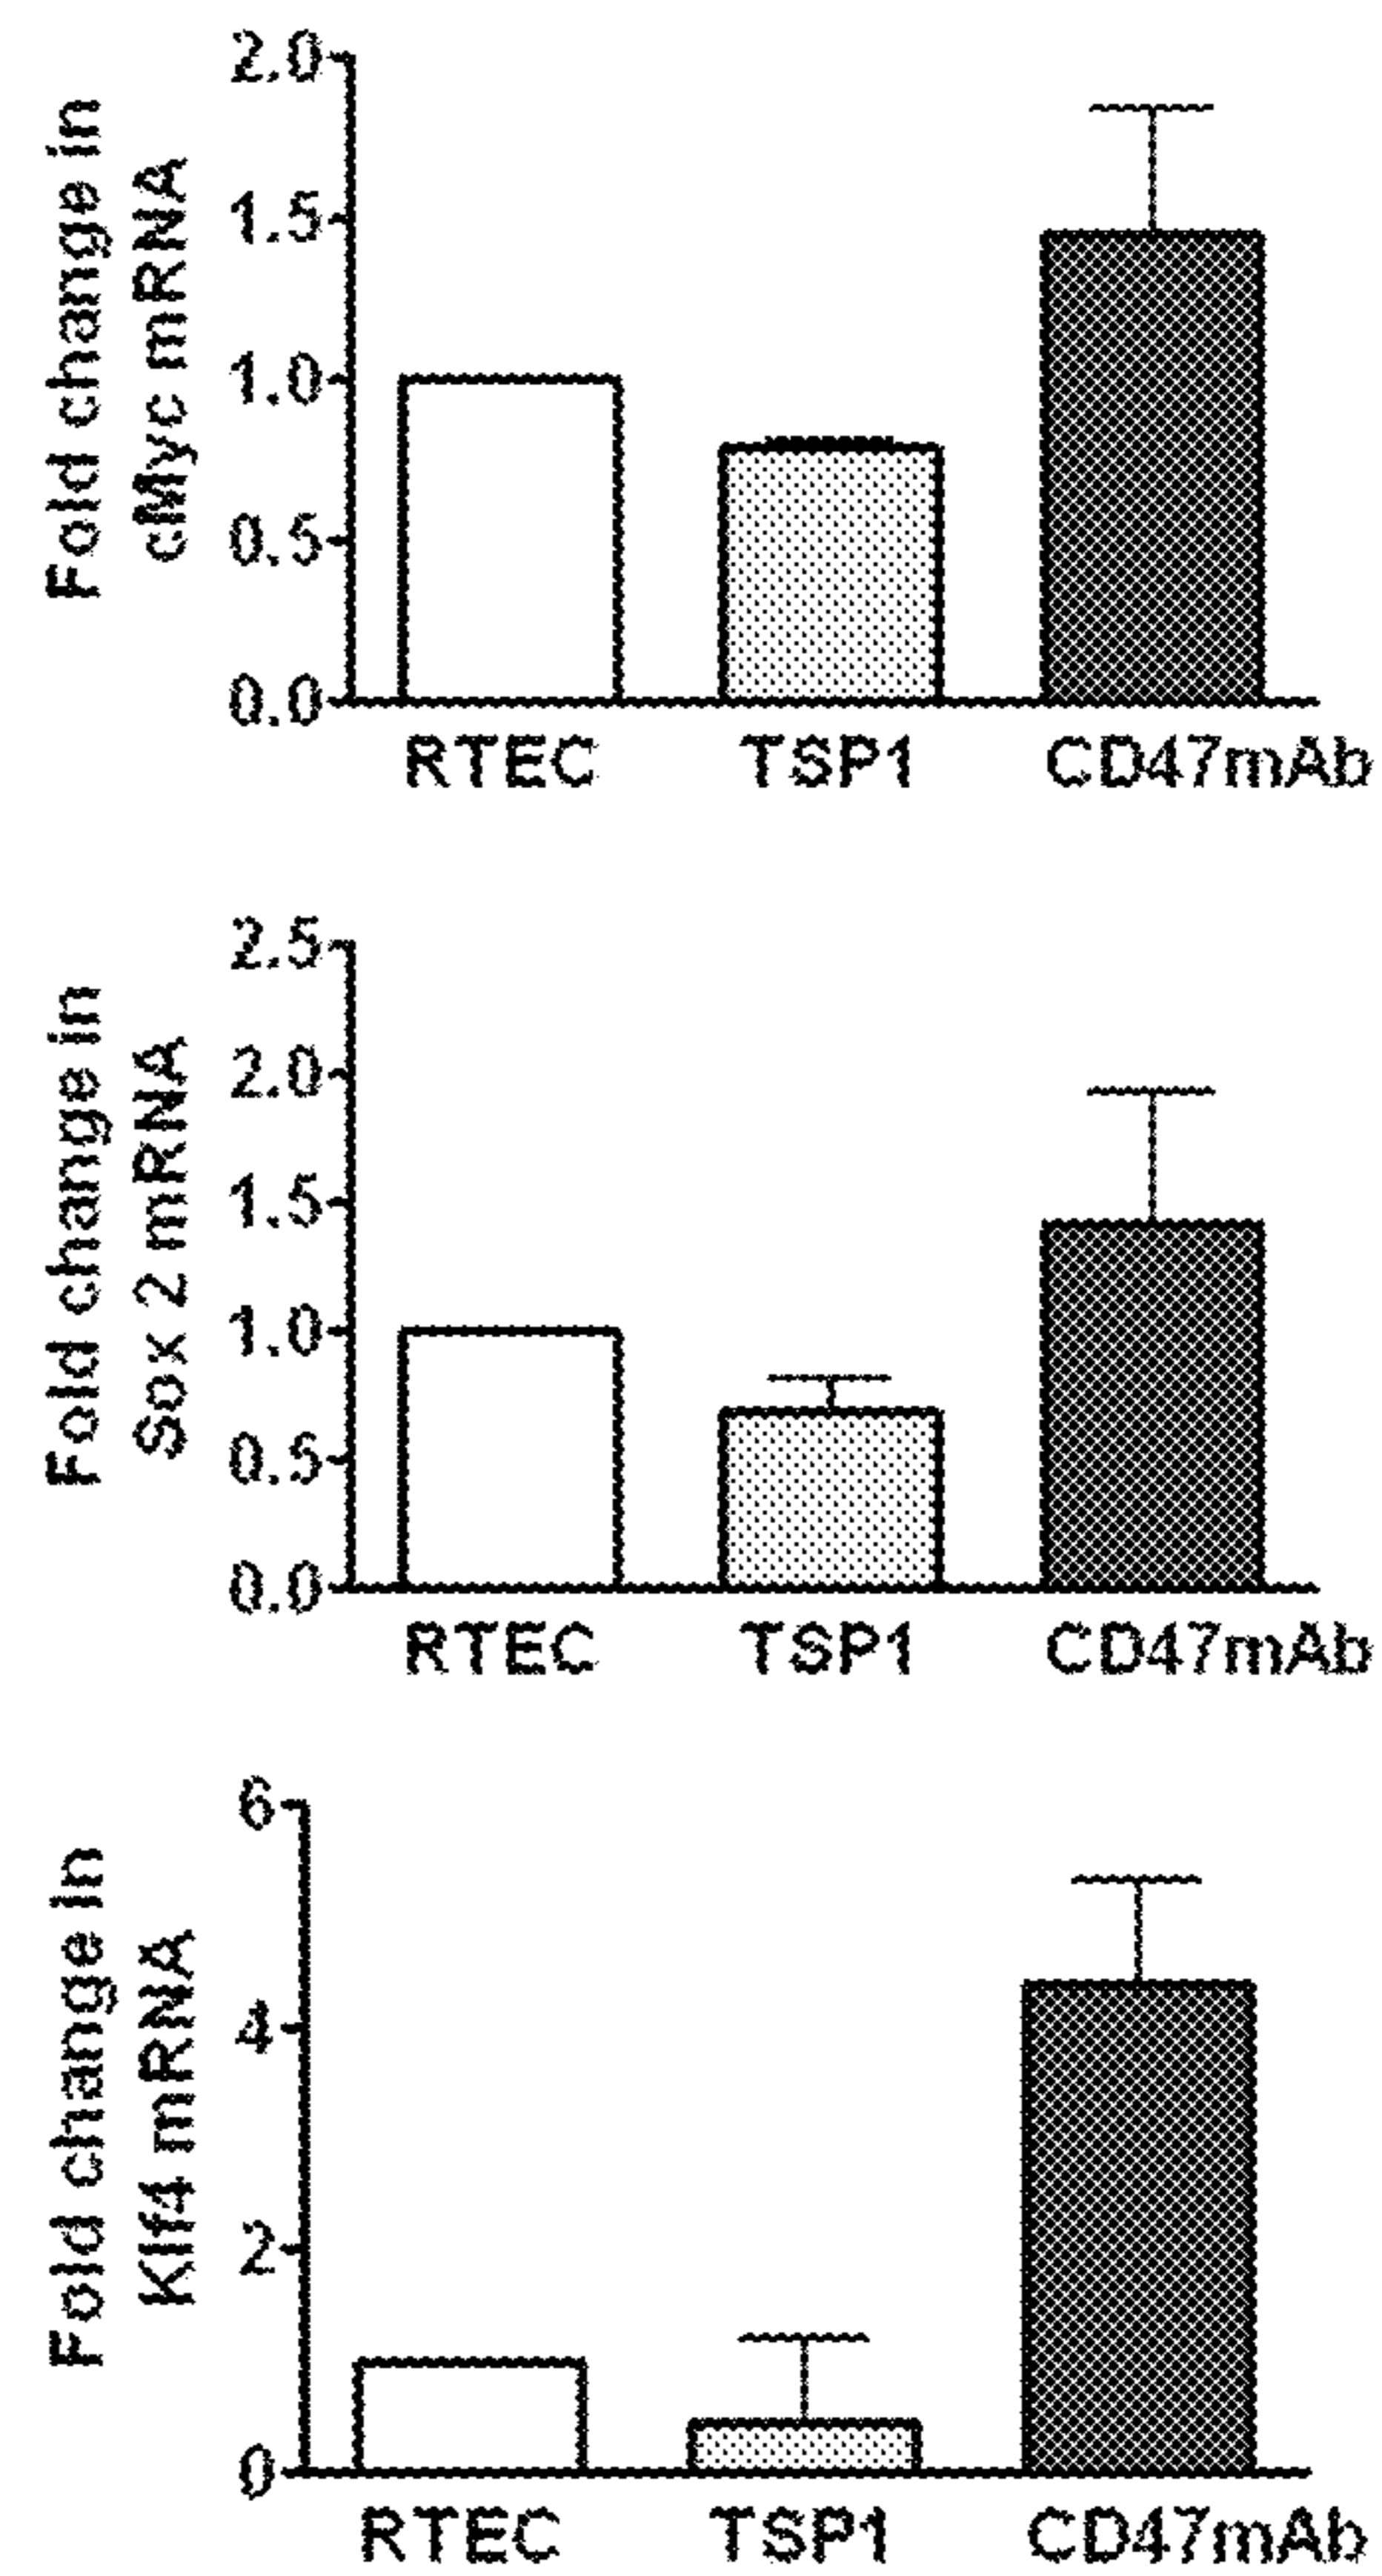 Fold change in
cMyc mRNA
2.0
1.5
1.0
0.5
0.0
RTEC TSP1 CD47mAb
Fold change in
Sox 2 mRNA
2.5
2.0
1.5
1.0
0.5
0.0
RTEC TSP1 CD47mAb
Fold change in
Klf4 mRNA
6
4
2
0
RTEC TSP1 CD47mAb